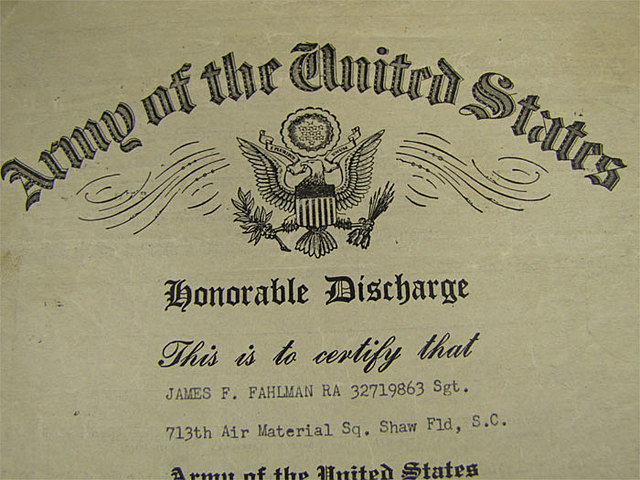 Army of the United States
Honorable Discharge
This is to certify that
JAMES F. FAHLMAN RA 32719863 Sgt.
713th Air Material Sq. Shaw Fld, S.C.
Army of the United States